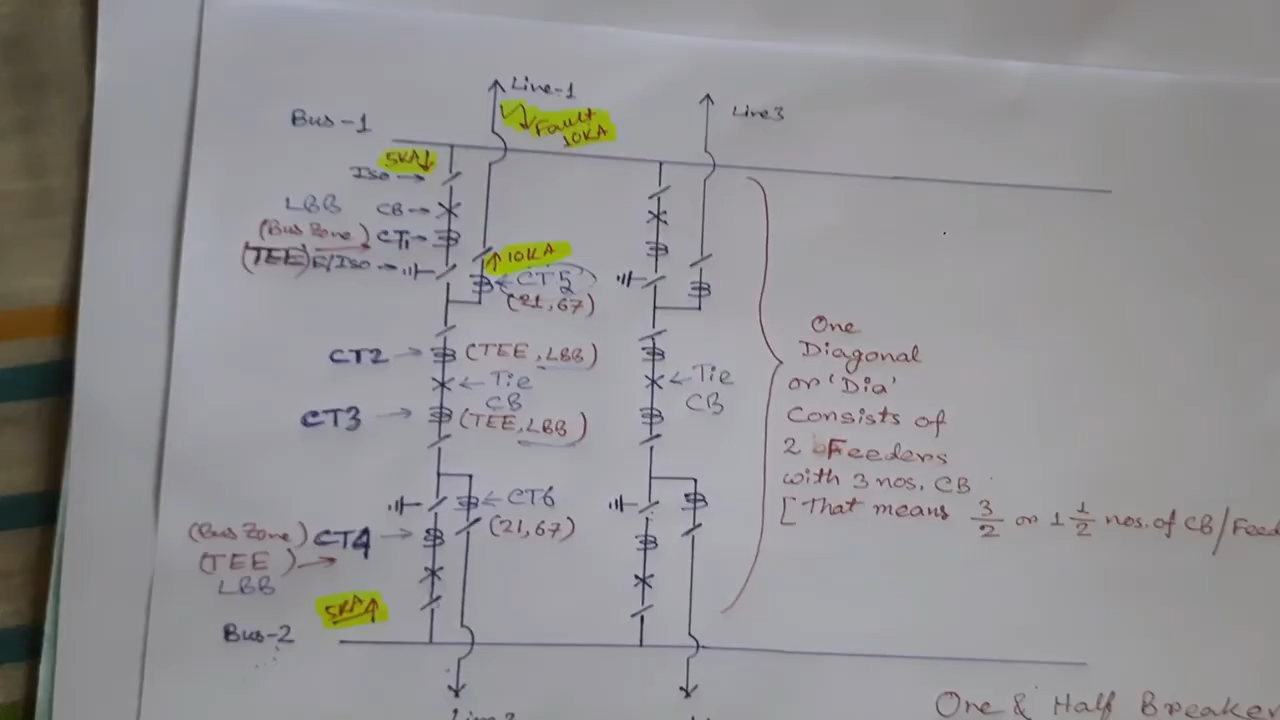 Line-1
Fault
10KA
Line3
Bus-1
5KA↓
ISO →
LBB
CB →
(Bus Zone)
CT1 →
(TEE)
E/ISO →
↑ 10KA
← CT5
(21, 67)
CT2 →
(TEE, LBB)
← Tie
CB
CT3 →
(TEE, LBB)
← Tie
CB
← CT6
(21, 67)
(Bus Zone)
CT4 →
(TEE) →
LBB
5KA↑
Bus-2
One
Diagonal
or 'Dia'
Consists of
2 Feeders
with 3 nos. CB
[That means 3/2 or 1 1/2 nos. of CB/Feed
One & Half Breaker